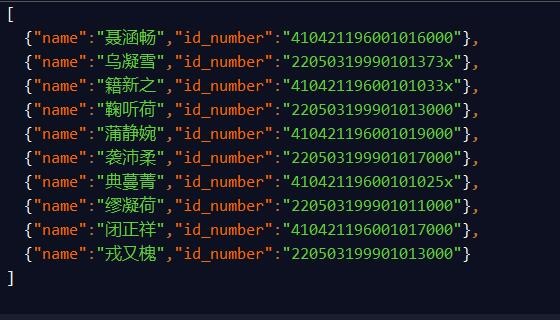 [
{"name":"聂涵畅","id_number":"410421196001016000"},
{"name":"乌凝雪","id_number":"22050319990101373x"},
{"name":"籍新之","id_number":"41042119600101033x"},
{"name":"鞠听荷","id_number":"220503199901013000"},
{"name":"蒲静婉","id_number":"410421196001019000"},
{"name":"袭沛柔","id_number":"220503199901017000"},
{"name":"典蔓菁","id_number":"41042119600101025x"},
{"name":"缪凝荷","id_number":"220503199901011000"},
{"name":"闭正祥","id_number":"410421196001017000"},
{"name":"戎又槐","id_number":"220503199901013000"}
]